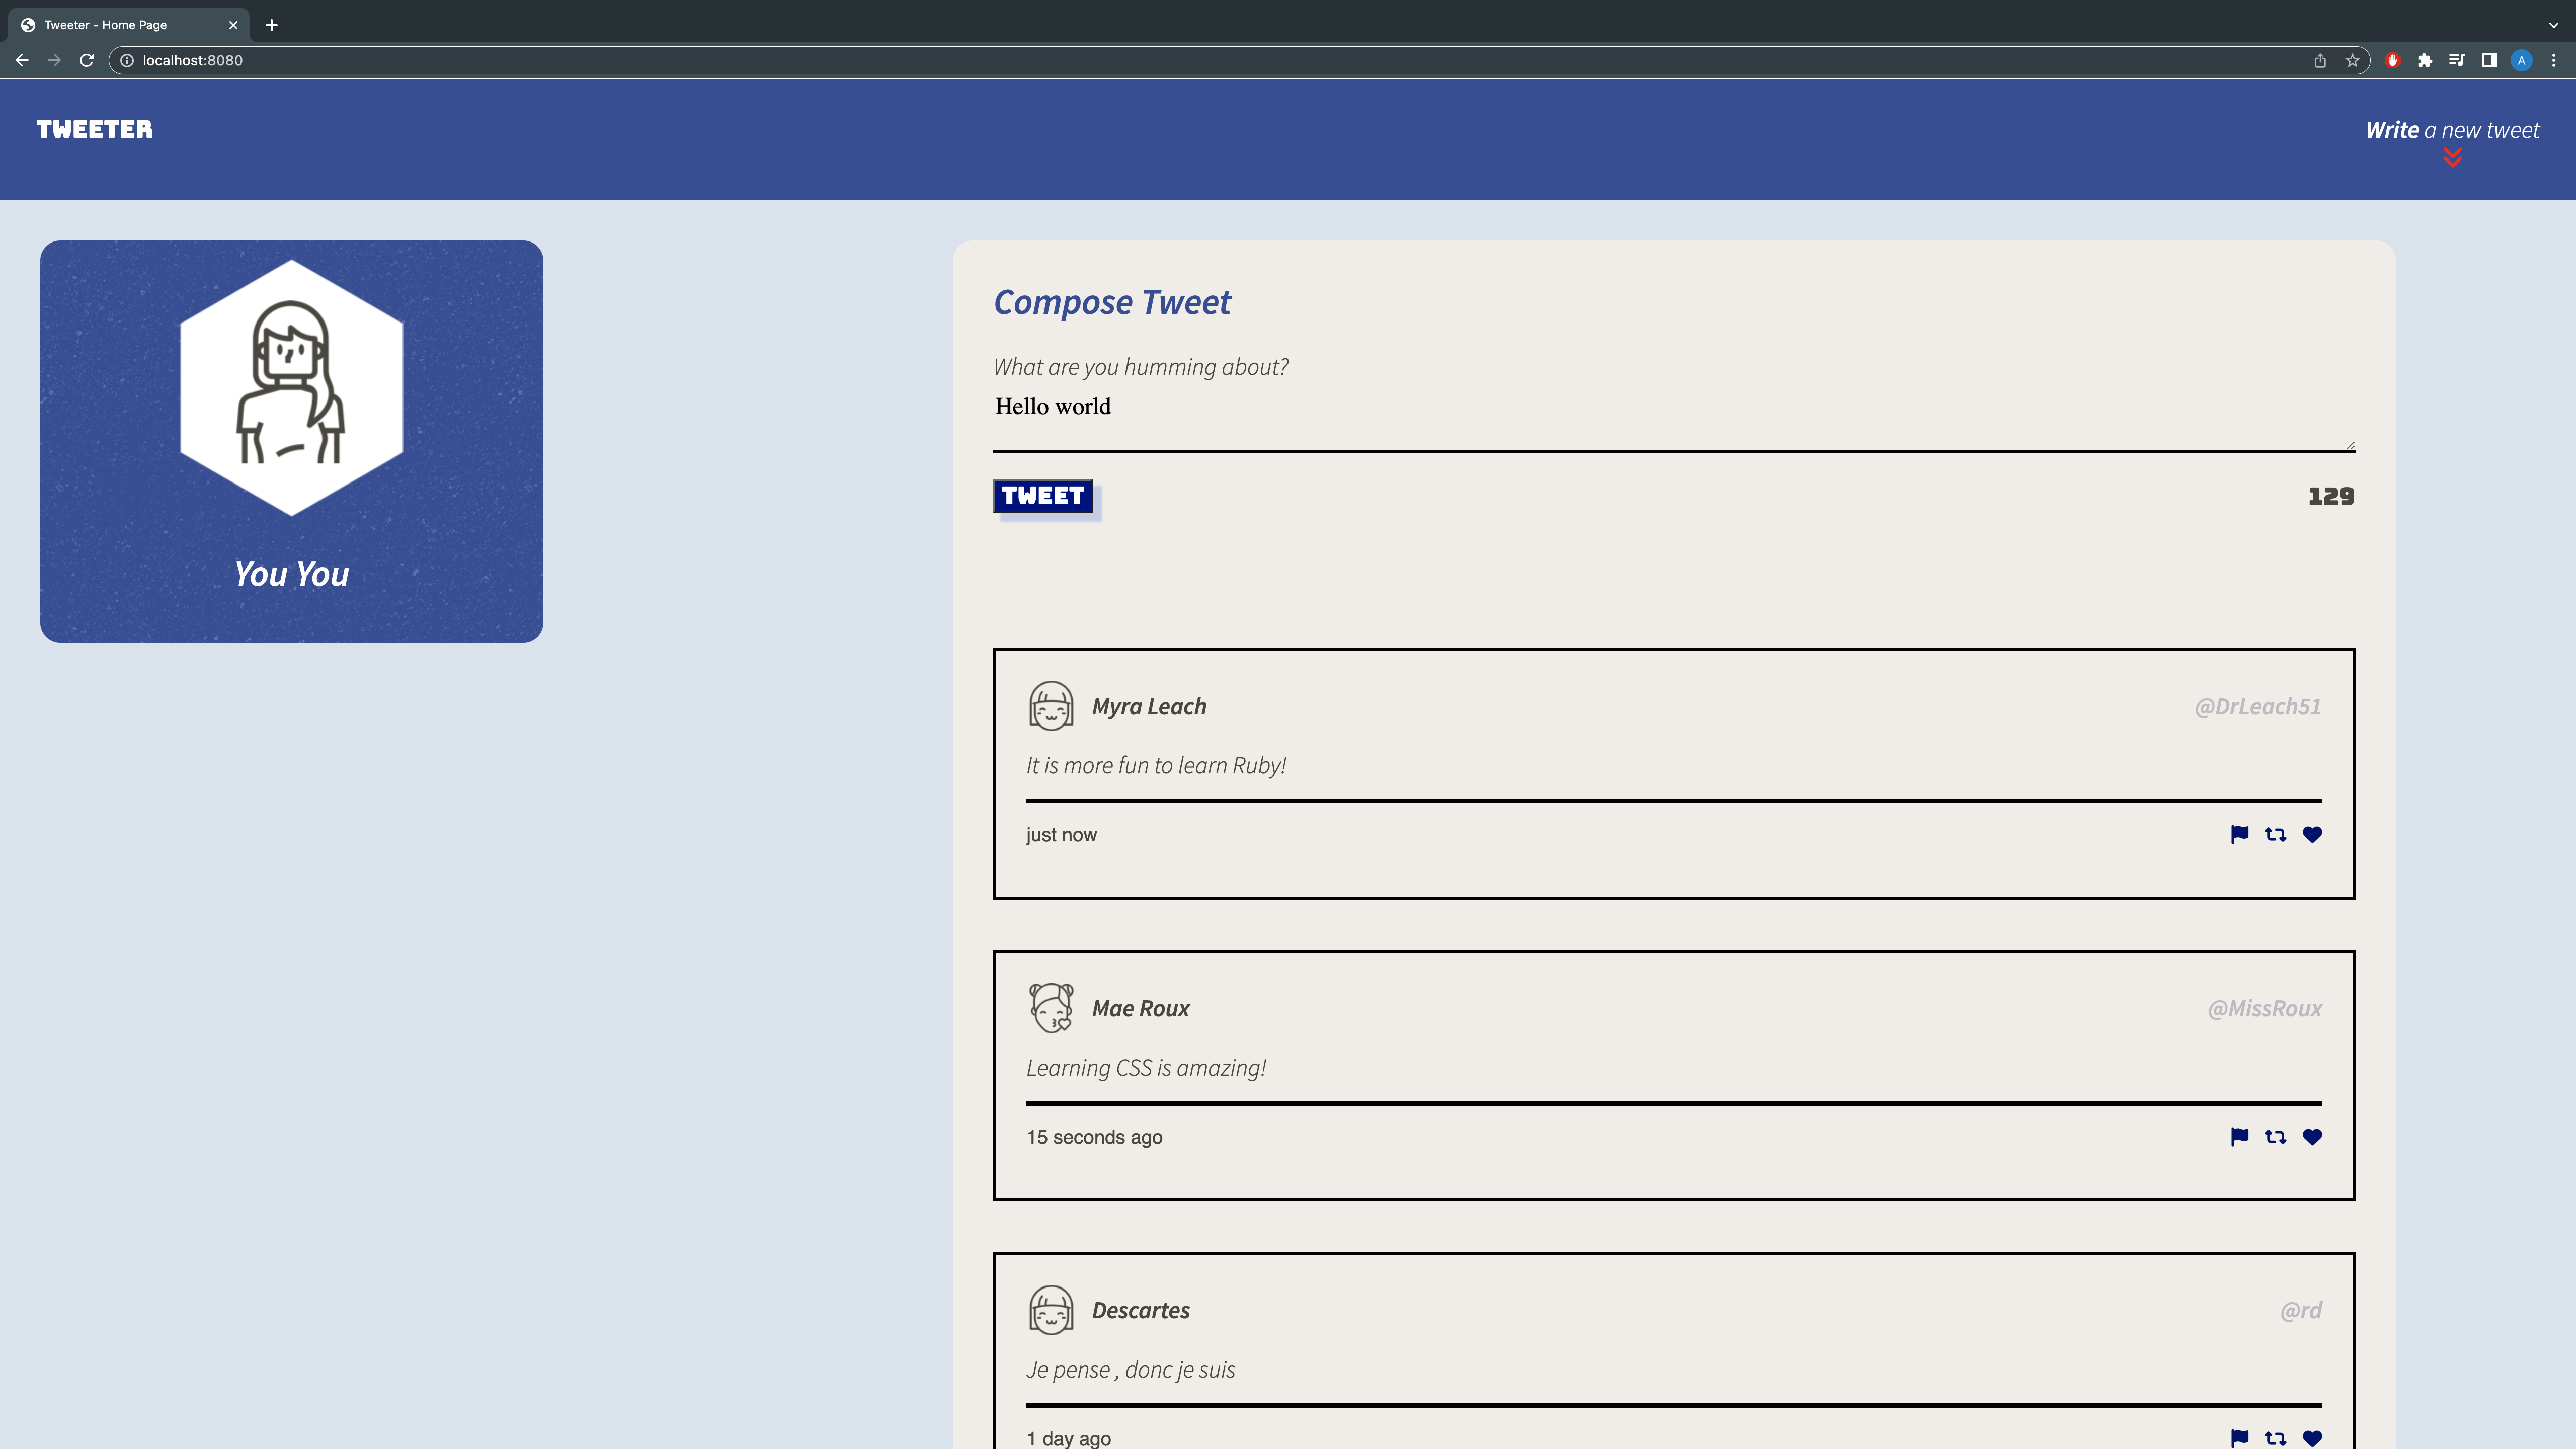 Tweeter - Home Page
localhost:8080
A
TWEETER
Write a new tweet
You You
Compose Tweet
What are you humming about?
Hello world
TWEET
129
Myra Leach
@DrLeach51
It is more fun to learn Ruby!
just now
Mae Roux
@MissRoux
Learning CSS is amazing!
15 seconds ago
Descartes
@rd
Je pense , donc je suis
1 day ago